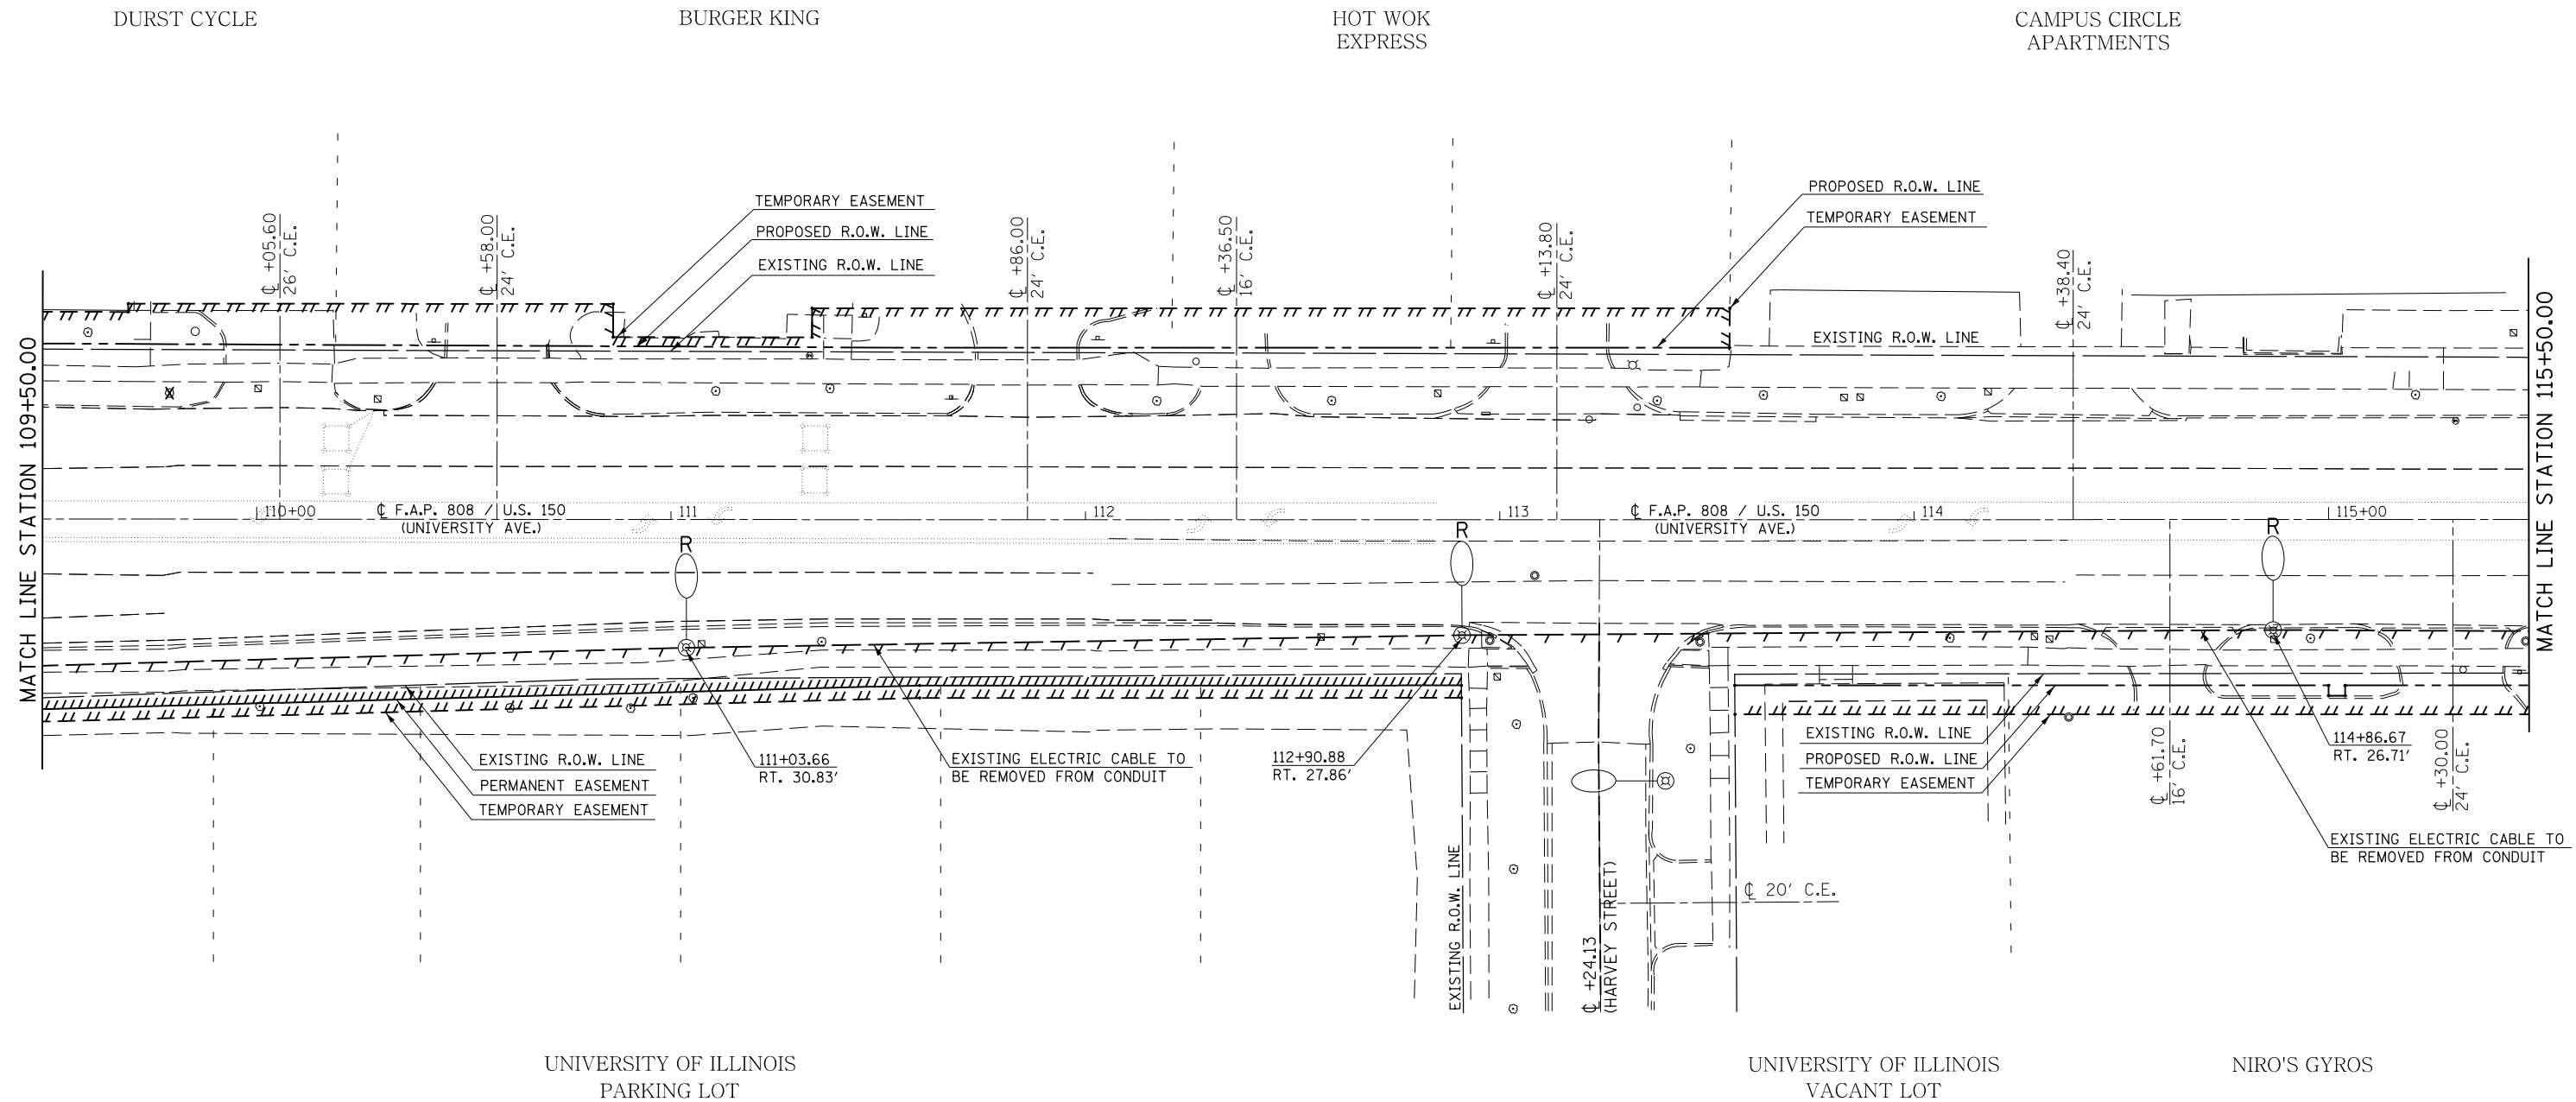 DURST CYCLE
BURGER KING
HOT WOK
EXPRESS
CAMPUS CIRCLE
APARTMENTS
℄ +05.60
26' C.E.
℄ +58.00
24' C.E.
TEMPORARY EASEMENT
PROPOSED R.O.W. LINE
EXISTING R.O.W. LINE
℄ +86.00
24' C.E.
℄ +36.50
16' C.E.
℄ +13.80
24' C.E.
PROPOSED R.O.W. LINE
TEMPORARY EASEMENT
EXISTING R.O.W. LINE
℄ +38.40
24' C.E.
MATCH LINE STATION 109+50.00
MATCH LINE STATION 115+50.00
110+00
℄ F.A.P. 808 / U.S. 150
(UNIVERSITY AVE.)
111
112
113
℄ F.A.P. 808 / U.S. 150
(UNIVERSITY AVE.)
114
115+00
R
R
R
EXISTING R.O.W. LINE
PERMANENT EASEMENT
TEMPORARY EASEMENT
111+03.66
RT. 30.83'
EXISTING ELECTRIC CABLE TO
BE REMOVED FROM CONDUIT
112+90.88
RT. 27.86'
EXISTING R.O.W. LINE
℄ +24.13
(HARVEY STREET)
℄ 20' C.E.
EXISTING R.O.W. LINE
PROPOSED R.O.W. LINE
TEMPORARY EASEMENT
℄ +61.70
16' C.E.
114+86.67
RT. 26.71'
℄ +30.00
24' C.E.
EXISTING ELECTRIC CABLE TO
BE REMOVED FROM CONDUIT
UNIVERSITY OF ILLINOIS
PARKING LOT
UNIVERSITY OF ILLINOIS
VACANT LOT
NIRO'S GYROS